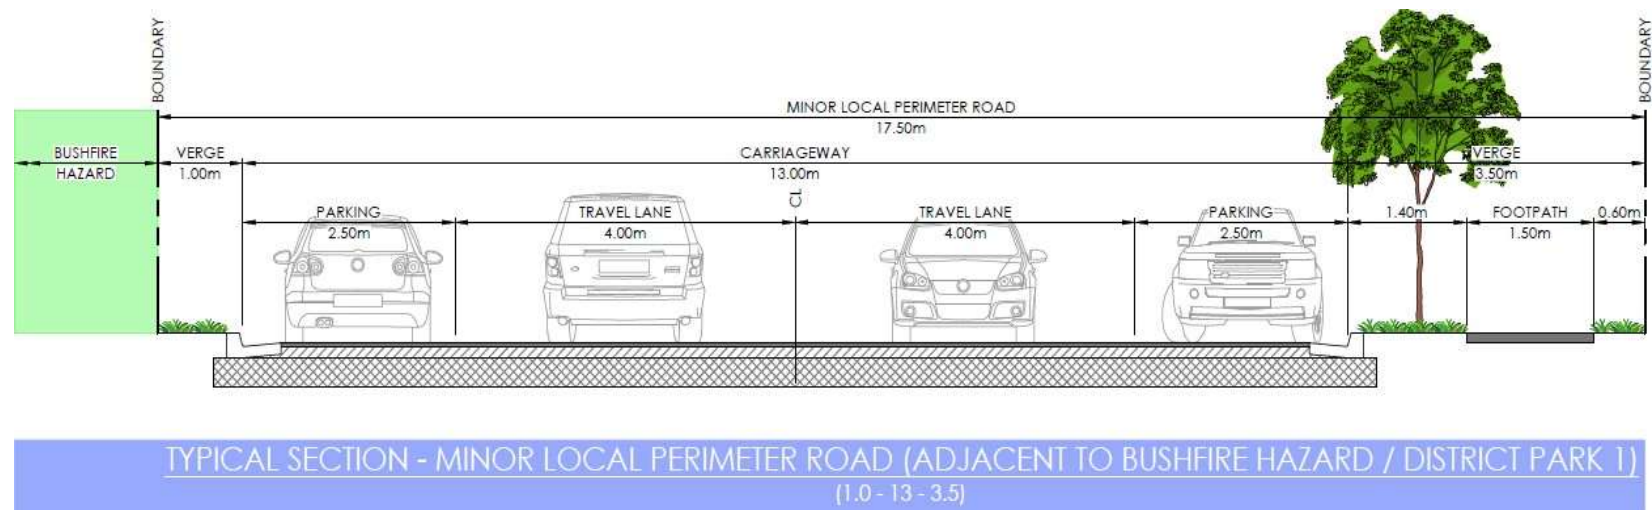 BOUNDARY
BOUNDARY
MINOR LOCAL PERIMETER ROAD
17.50m
BUSHFIRE
HAZARD
VERGE
1.00m
CARRIAGEWAY
13.00m
VERGE
3.50m
CL
PARKING
2.50m
TRAVEL LANE
4.00m
TRAVEL LANE
4.00m
PARKING
2.50m
1.40m
FOOTPATH
1.50m
0.60m
TYPICAL SECTION - MINOR LOCAL PERIMETER ROAD (ADJACENT TO BUSHFIRE HAZARD / DISTRICT PARK 1)
(1.0 - 13 - 3.5)